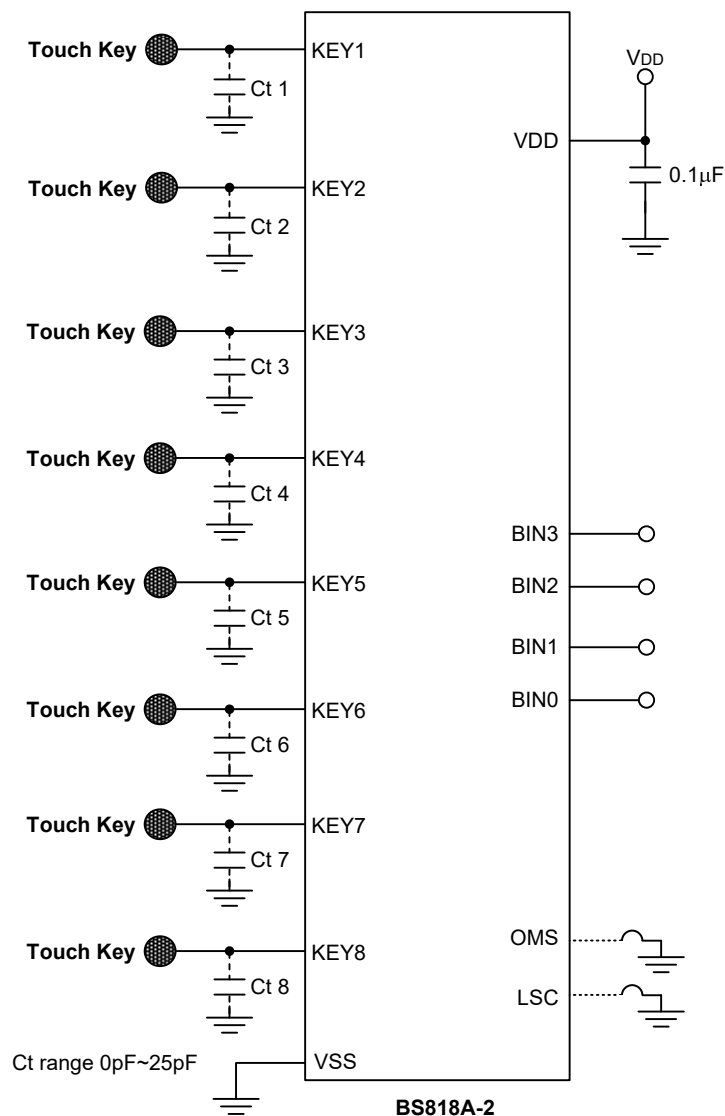 Touch Key KEY1
Ct 1
VDD
VDD
0.1μF
Touch Key KEY2
Ct 2
Touch Key KEY3
Ct 3
Touch Key KEY4
Ct 4
BIN3
Touch Key KEY5 BIN2
Ct 5
BIN1
Touch Key KEY6 BIN0
Ct 6
Touch Key KEY7
Ct 7
Touch Key KEY8 OMS
Ct 8
LSC
Ct range 0pF~25pF VSS
BS818A-2